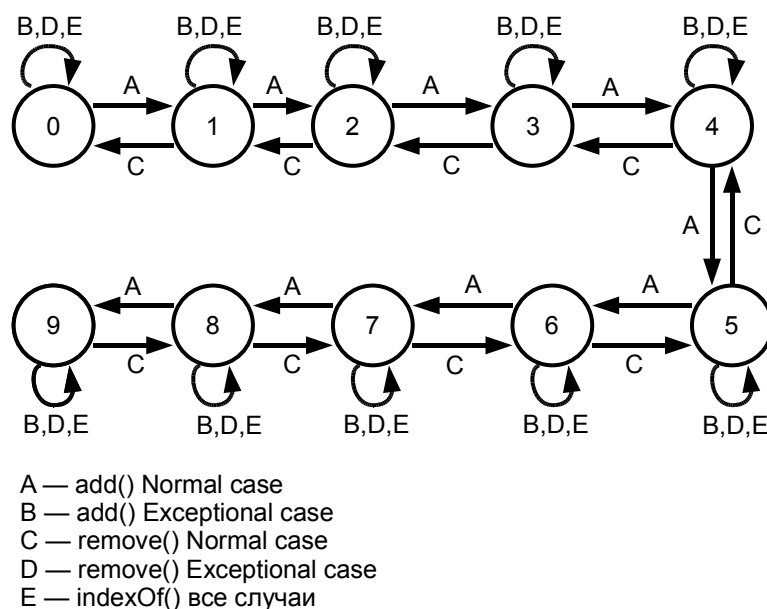 B,D,E B,D,E B,D,E B,D,E B,D,E
A A A A
0 1 2 3 4
C C C C
A C
A A A A
9 8 7 6 5
C C C C
B,D,E B,D,E B,D,E B,D,E B,D,E
A — add() Normal case
B — add() Exceptional case
C — remove() Normal case
D — remove() Exceptional case
E — indexOf() все случаи